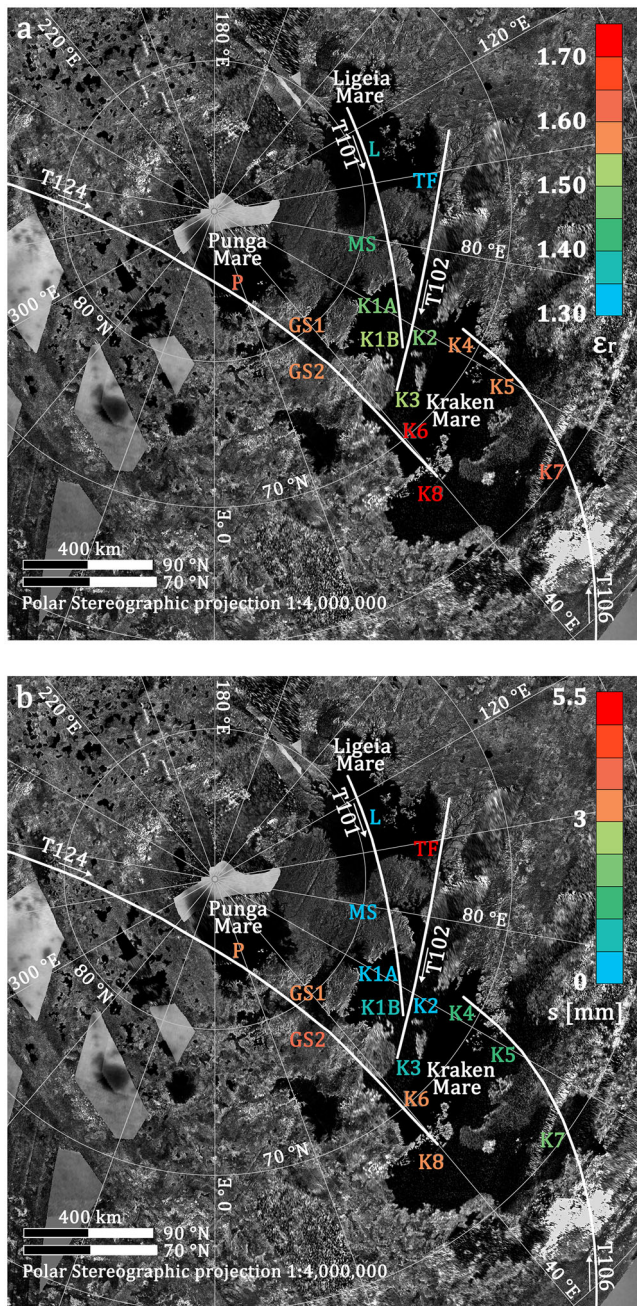 a
220 °E
180 °E
120 °E
1.70
Ligeia
Mare
T101
L
1.60
TF
T124
1.50
MS
80 °E
Punga
Mare
P
T102
1.40
300 °E
80 °N
K1A
GS1
K1B
K2
K4
1.30
εr
GS2
K5
K3
Kraken
Mare
K6
K7
K8
70 °N
0 °E
400 km
90 °N
70 °N
40 °E
T106
Polar Stereographic projection 1:4,000,000
b
220 °E
180 °E
120 °E
5.5
Ligeia
Mare
T101
L
3
TF
T124
MS
80 °E
Punga
Mare
P
T102
300 °E
80 °N
K1A
0
GS1
K1B
K2
K4
s [mm]
GS2
K5
K3
Kraken
Mare
K6
K7
K8
70 °N
0 °E
400 km
90 °N
70 °N
40 °E
T106
Polar Stereographic projection 1:4,000,000